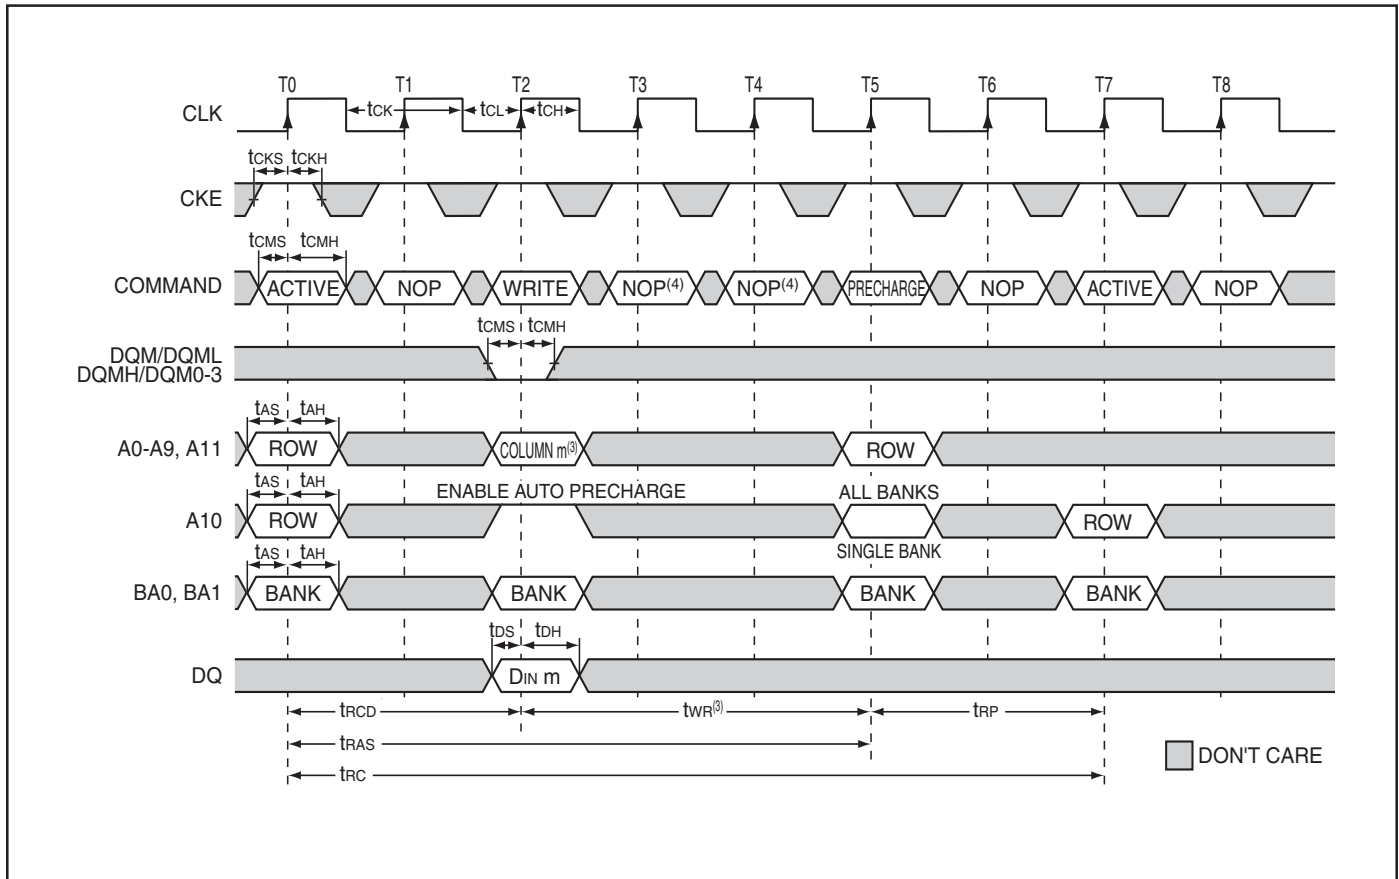 T0 T1 T2 T3 T4 T5 T6 T7 T8
CLK tCK tCL tCH
tCKS tCKH
CKE
tCMS tCMH
COMMAND ACTIVE NOP WRITE NOP(4) NOP(4) PRECHARGE NOP ACTIVE NOP
tCMS tCMH
DQM/DQML
DQMH/DQM0-3
tAS tAH
A0-A9, A11 ROW COLUMN m(3) ROW
tAS tAH ENABLE AUTO PRECHARGE ALL BANKS
A10 ROW ROW
tAS tAH SINGLE BANK
BA0, BA1 BANK BANK BANK BANK
tDS tDH
DQ DIN m
tRCD tWR(3) tRP
tRAS
tRC
DON'T CARE